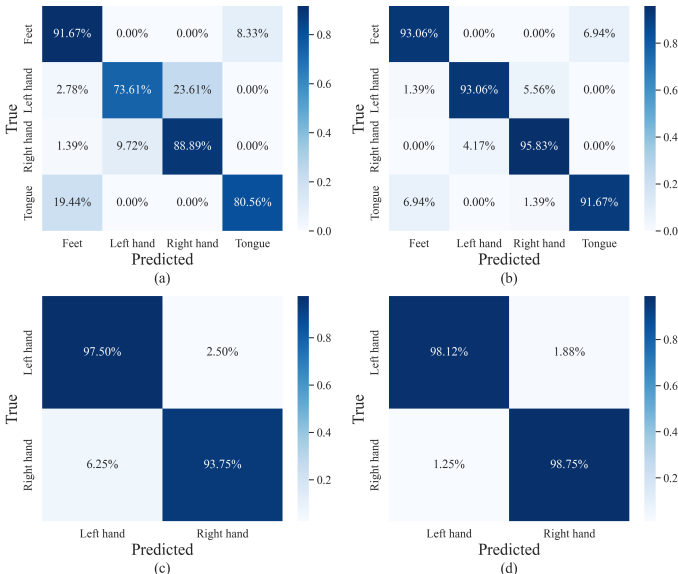 Feet
91.67% 0.00% 0.00% 8.33%
Left hand
2.78% 73.61% 23.61% 0.00%
Right hand
1.39% 9.72% 88.89% 0.00%
Tongue
19.44% 0.00% 0.00% 80.56%
True
Feet Left hand Right hand Tongue
Predicted
0.8
0.6
0.4
0.2
0.0
(a)
Feet
93.06% 0.00% 0.00% 6.94%
Left hand
1.39% 93.06% 5.56% 0.00%
Right hand
0.00% 4.17% 95.83% 0.00%
Tongue
6.94% 0.00% 1.39% 91.67%
True
Feet Left hand Right hand Tongue
Predicted
0.8
0.6
0.4
0.2
0.0
(b)
Left hand
97.50% 2.50%
Right hand
6.25% 93.75%
True
Left hand Right hand
Predicted
0.8
0.6
0.4
0.2
(c)
Left hand
98.12% 1.88%
Right hand
1.25% 98.75%
True
Left hand Right hand
Predicted
0.8
0.6
0.4
0.2
(d)